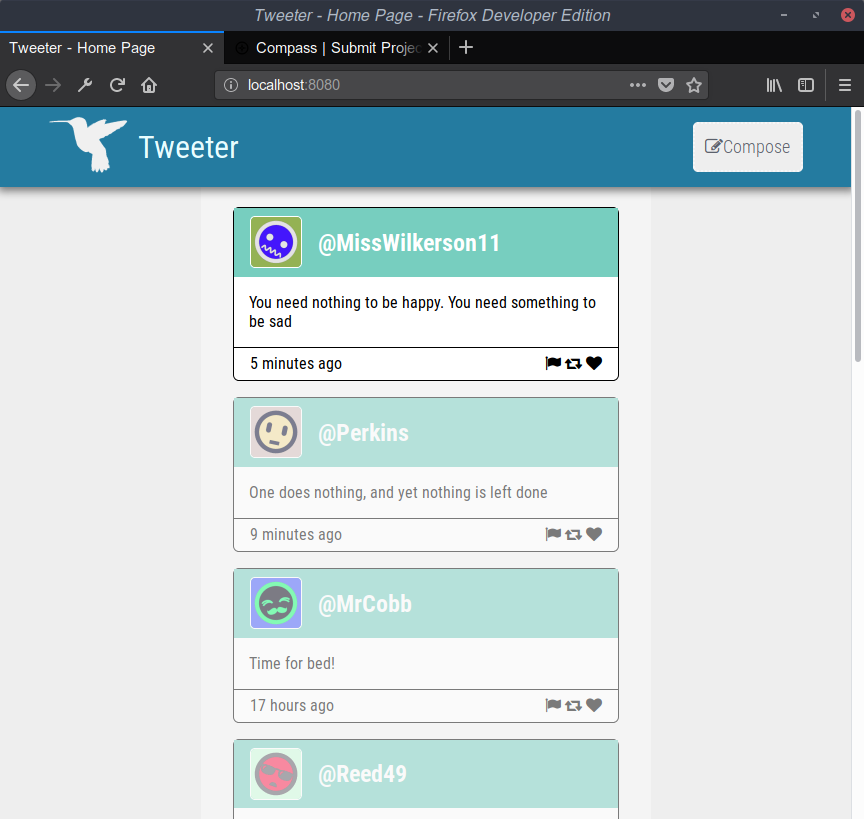 Tweeter - Home Page - Firefox Developer Edition
Tweeter - Home Page
Compass | Submit Projec
localhost:8080
Tweeter
Compose
@MissWilkerson11
You need nothing to be happy. You need something to
be sad
5 minutes ago
@Perkins
One does nothing, and yet nothing is left done
9 minutes ago
@MrCobb
Time for bed!
17 hours ago
@Reed49